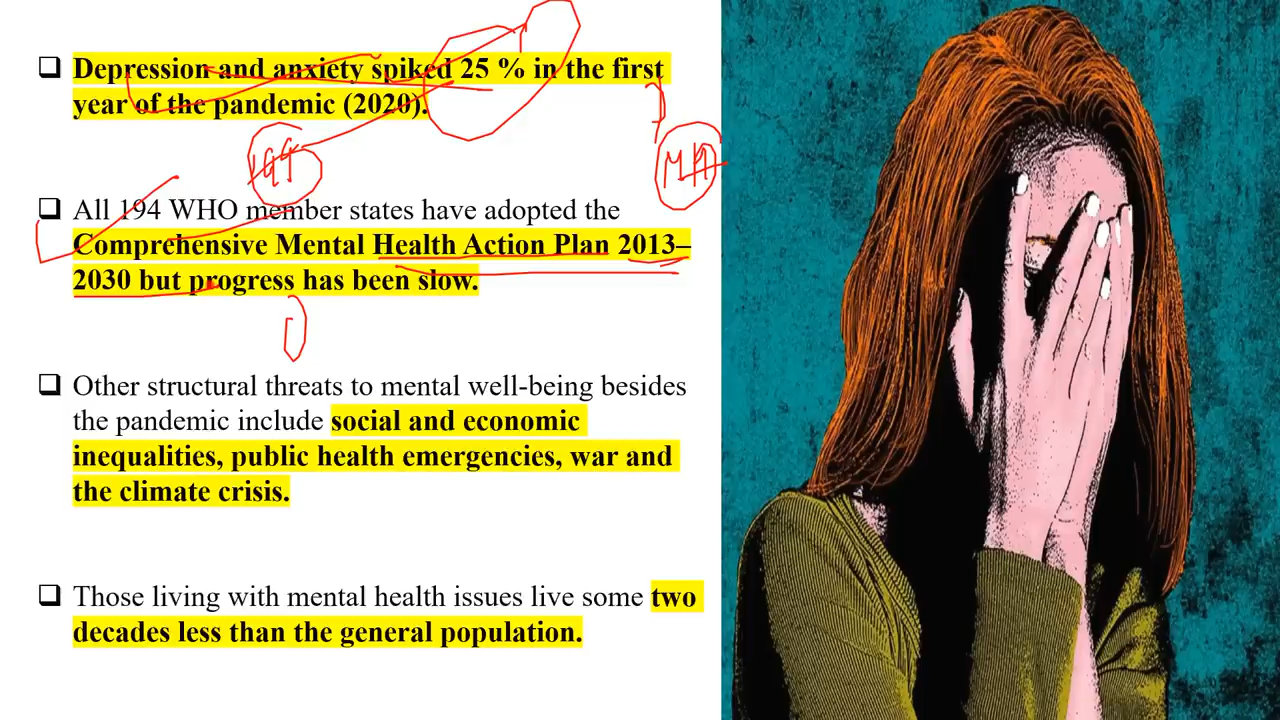 Depression and anxiety spiked 25 % in the first
year of the pandemic (2020).
All 194 WHO member states have adopted the
Comprehensive Mental Health Action Plan 2013–
2030 but progress has been slow.
Other structural threats to mental well-being besides
the pandemic include social and economic
inequalities, public health emergencies, war and
the climate crisis.
Those living with mental health issues live some two
decades less than the general population.